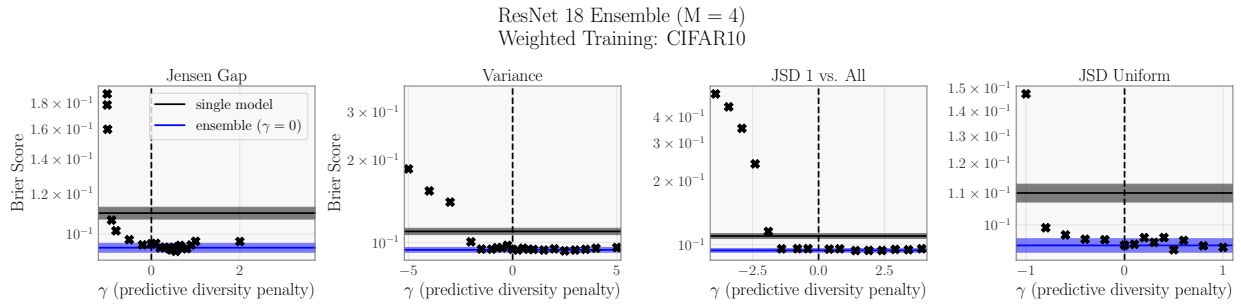 ResNet 18 Ensemble (M = 4)
Weighted Training: CIFAR10
Jensen Gap
Brier Score
1.8 × 10⁻¹
1.6 × 10⁻¹
1.4 × 10⁻¹
1.2 × 10⁻¹
10⁻¹
single model
ensemble (γ = 0)
0
2
γ (predictive diversity penalty)
Variance
Brier Score
3 × 10⁻¹
2 × 10⁻¹
10⁻¹
−5
0
5
γ (predictive diversity penalty)
JSD 1 vs. All
4 × 10⁻¹
3 × 10⁻¹
2 × 10⁻¹
10⁻¹
−2.5
0.0
2.5
γ (predictive diversity penalty)
JSD Uniform
1.5 × 10⁻¹
1.4 × 10⁻¹
1.3 × 10⁻¹
1.2 × 10⁻¹
1.1 × 10⁻¹
10⁻¹
−1
0
1
γ (predictive diversity penalty)